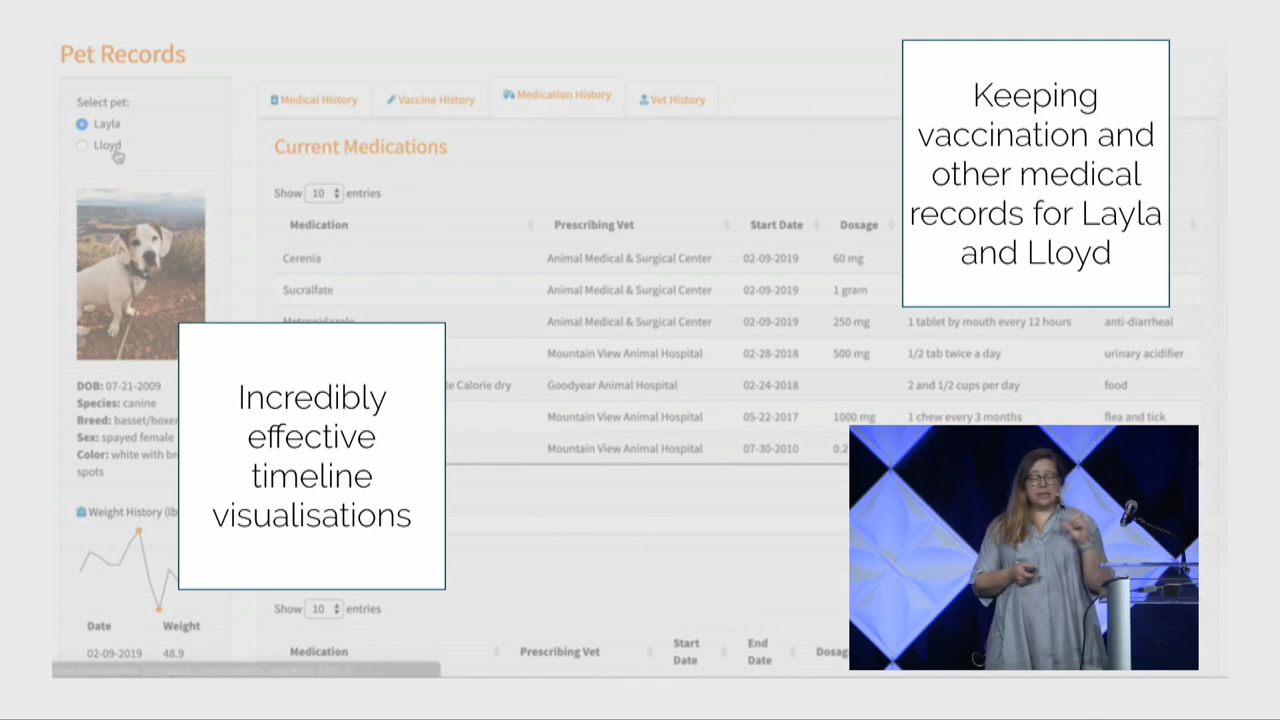 Pet Records
Select pet:
Layla
Lloyd
Medical History
Vaccine History
Medication History
Vet History
Current Medications
Show 10 entries
Medication Prescribing Vet Start Date Dosage
Cerenia Animal Medical & Surgical Center 02-09-2019 60 mg
Sucralfate Animal Medical & Surgical Center 02-09-2019 1 gram
Metronidazole Animal Medical & Surgical Center 02-09-2019 250 mg 1 tablet by mouth every 12 hours anti-diarrheal
Mountain View Animal Hospital 02-28-2018 500 mg 1/2 tab twice a day urinary acidifier
Calorie dry Goodyear Animal Hospital 02-24-2018 2 and 1/2 cups per day food
Mountain View Animal Hospital 05-22-2017 1000 mg 1 chew every 3 months flea and tick
Mountain View Animal Hospital 07-30-2010 0.2
Keeping
vaccination and
other medical
records for Layla
and Lloyd
DOB: 07-21-2009
Species: canine
Breed: basset/boxer
Sex: spayed female
Color: white with br
spots
Weight History (lb
Date Weight
02-09-2019 48.9
Incredibly
effective
timeline
visualisations
Show 10 entries
Medication Prescribing Vet Start Date End Date Dosag